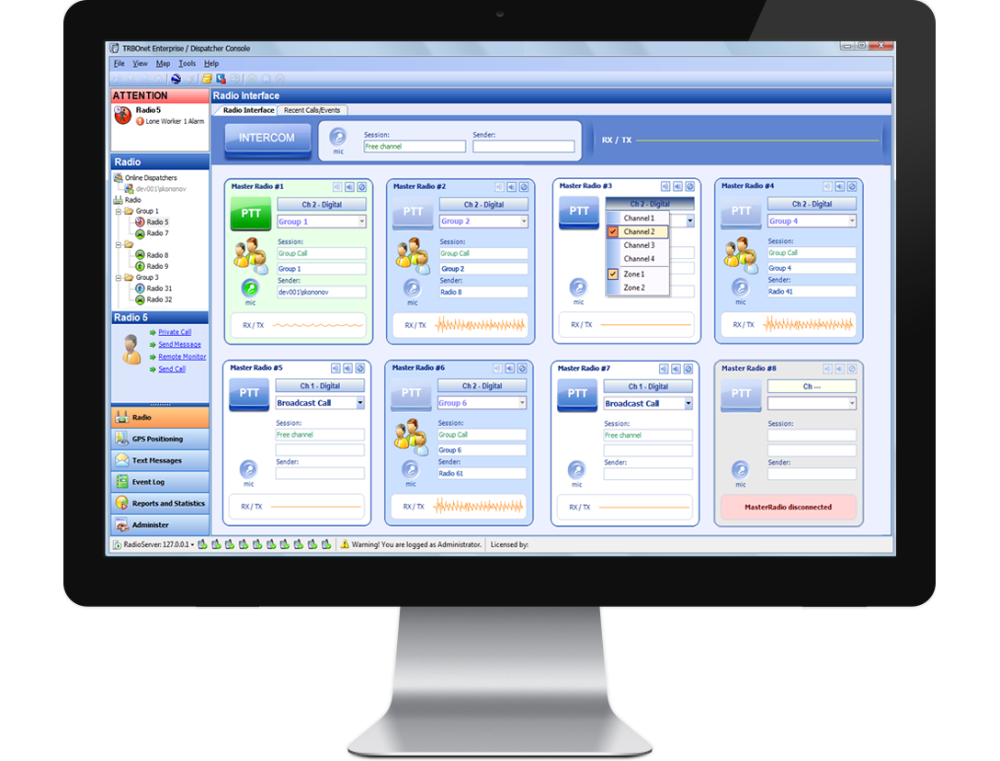 TRBOnet Enterprise / Dispatcher Console
File View Map Tools Help
ATTENTION
Radio 5
Lone Worker 1 Alarm
Radio
Online Dispatchers
dev001\skononov
Radio
Group 1
Radio 5
Radio 7
Radio 8
Radio 9
Group 3
Radio 31
Radio 32
Radio 5
Private Call
Send Message
Remote Monitor
Send Call
Radio
GPS Positioning
Text Messages
Event Log
Reports and Statistics
Administer
Radio Interface
Radio Interface Recent Calls/Events
INTERCOM
mic
Session:
Free channel
Sender:
RX / TX
Master Radio #1
PTT
Ch 2 - Digital
Group 1
Session:
Group Call
Group 1
Sender:
dev001\skononov
mic
RX / TX
Master Radio #2
PTT
Ch 2 - Digital
Group 2
Session:
Group Call
Group 2
Sender:
Radio 8
mic
RX / TX
Master Radio #3
PTT
Ch 2 - Digital
Channel 1
Channel 2
Channel 3
Channel 4
Zone 1
Zone 2
mic
RX / TX
Master Radio #4
PTT
Ch 2 - Digital
Group 4
Session:
Group Call
Group 4
Sender:
Radio 41
mic
RX / TX
Master Radio #5
PTT
Ch 1 - Digital
Broadcast Call
Session:
Free channel
Sender:
mic
RX / TX
Master Radio #6
PTT
Ch 2 - Digital
Group 6
Session:
Group Call
Group 6
Sender:
Radio 61
mic
RX / TX
Master Radio #7
PTT
Ch 1 - Digital
Broadcast Call
Session:
Free channel
Sender:
mic
RX / TX
Master Radio #8
PTT
Ch ---
Session:
Sender:
mic
MasterRadio disconnected
RadioServer: 127.0.0.1 Warning! You are logged as Administrator. Licensed by: